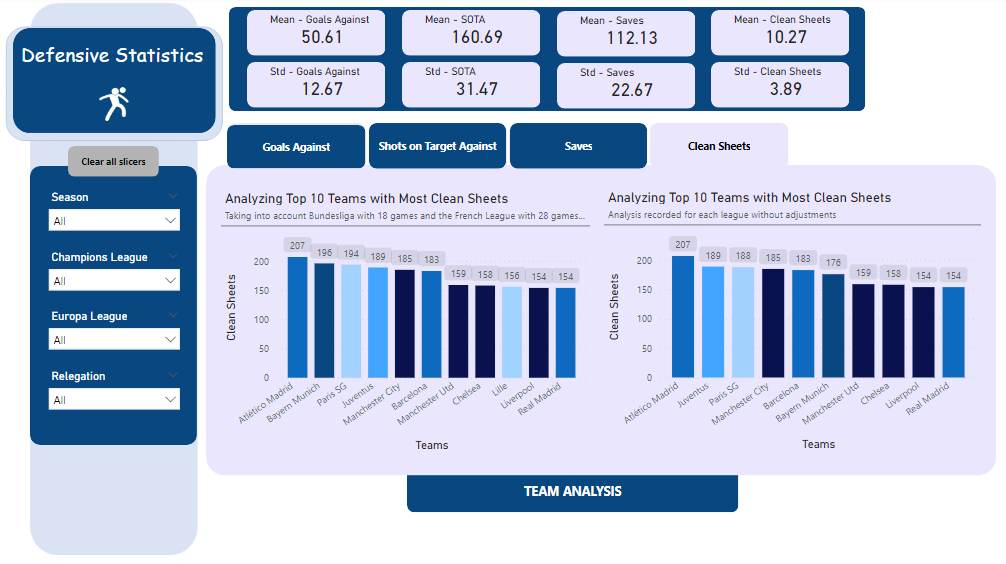 Defensive Statistics
Clear all slicers
Season
All
Champions League
All
Europa League
All
Relegation
All
Mean - Goals Against
50.61
Mean - SOTA
160.69
Mean - Saves
112.13
Mean - Clean Sheets
10.27
Std - Goals Against
12.67
Std - SOTA
31.47
Std - Saves
22.67
Std - Clean Sheets
3.89
Goals Against
Shots on Target Against
Saves
Clean Sheets
Analyzing Top 10 Teams with Most Clean Sheets
Taking into account Bundesliga with 18 games and the French League with 28 games...
Clean Sheets
200
150
100
50
0
207
196
194
189
185
183
159
158
156
154
154
Atlético Madrid
Bayern Munich
Paris SG
Juventus
Manchester City
Barcelona
Manchester Utd
Chelsea
Lille
Liverpool
Real Madrid
Teams
Analyzing Top 10 Teams with Most Clean Sheets
Analysis recorded for each league without adjustments
Clean Sheets
200
150
100
50
0
207
189
188
185
183
176
159
158
154
154
Atlético Madrid
Juventus
Paris SG
Manchester City
Barcelona
Bayern Munich
Manchester Utd
Chelsea
Liverpool
Real Madrid
Teams
TEAM ANALYSIS